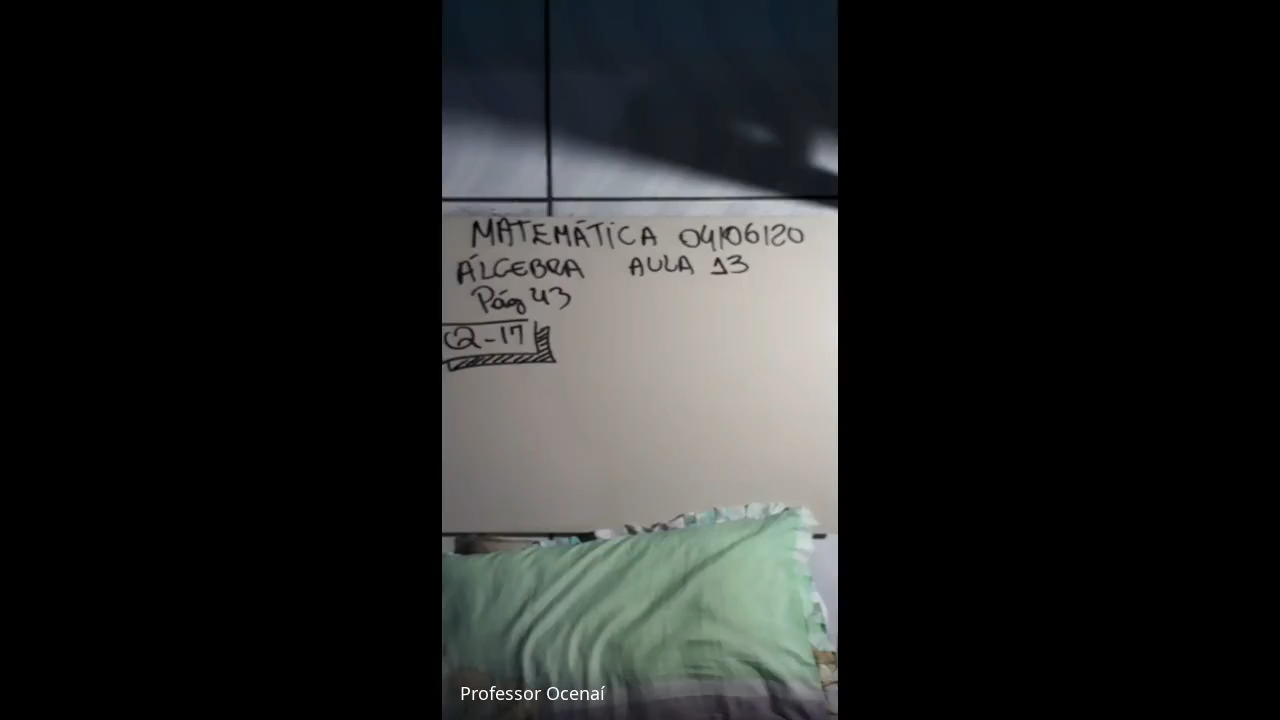 MATEMÁTICA 04/06/20
ÁLGEBRA AULA 13
Pág 43
Q-17
Professor Ocenaí